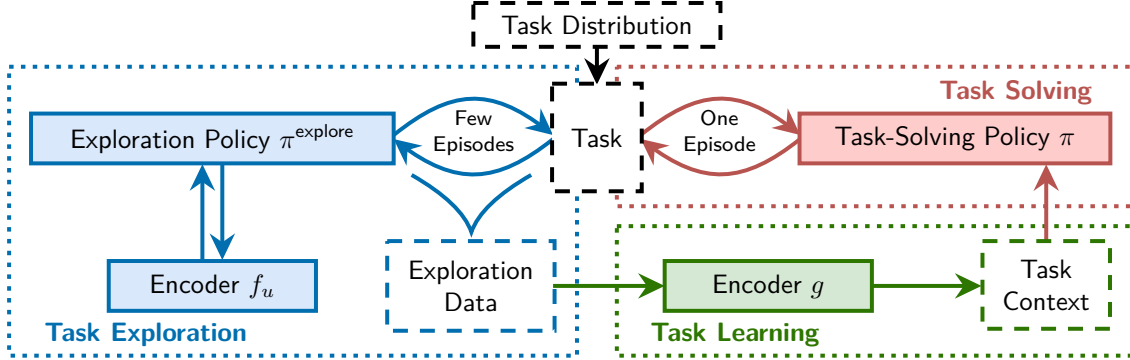 Task Distribution
Task Solving
Exploration Policy π^explore
Few
Episodes
Task
One
Episode
Task-Solving Policy π
Encoder f_u
Exploration
Data
Encoder g
Task
Context
Task Exploration
Task Learning